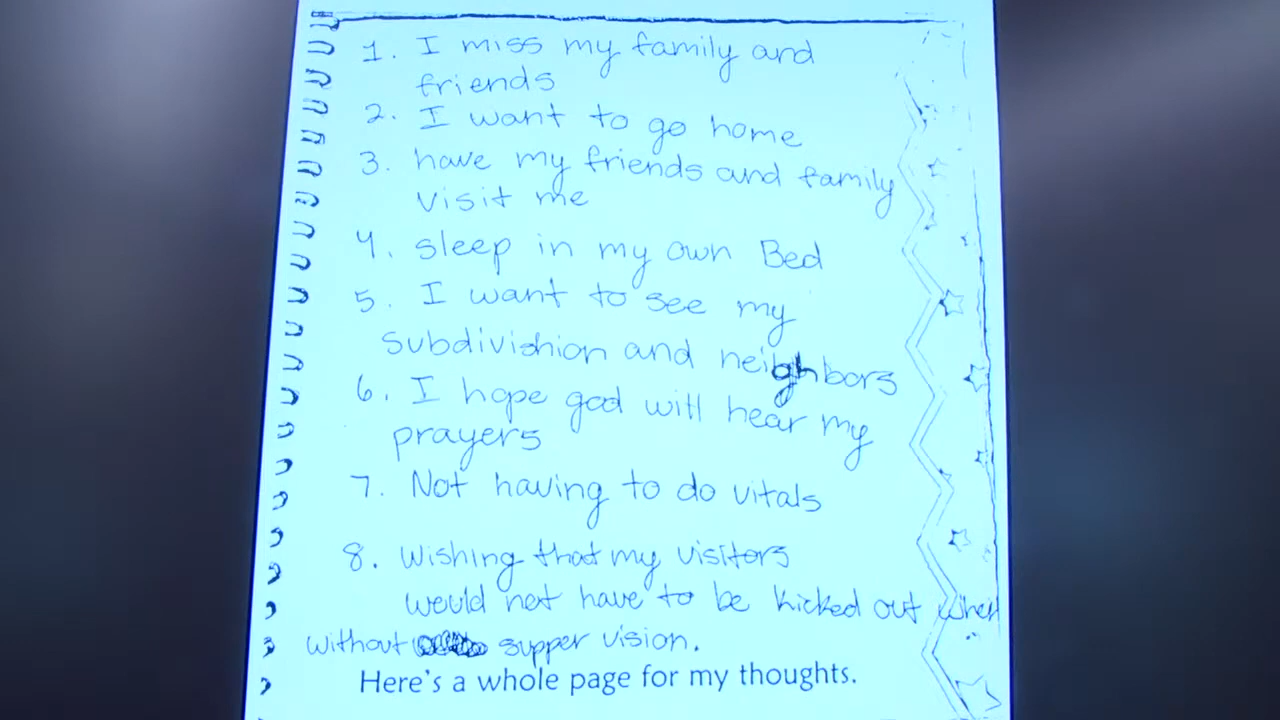 1. I miss my family and
friends
2. I want to go home
3. have my friends and family
visit me
4. sleep in my own Bed
5. I want to see my
subdivishion and neighbors
6. I hope god will hear my
prayers
7. Not having to do vitals
8. Wishing that my visitors
would not have to be kicked out when
without supper vision.
Here's a whole page for my thoughts.